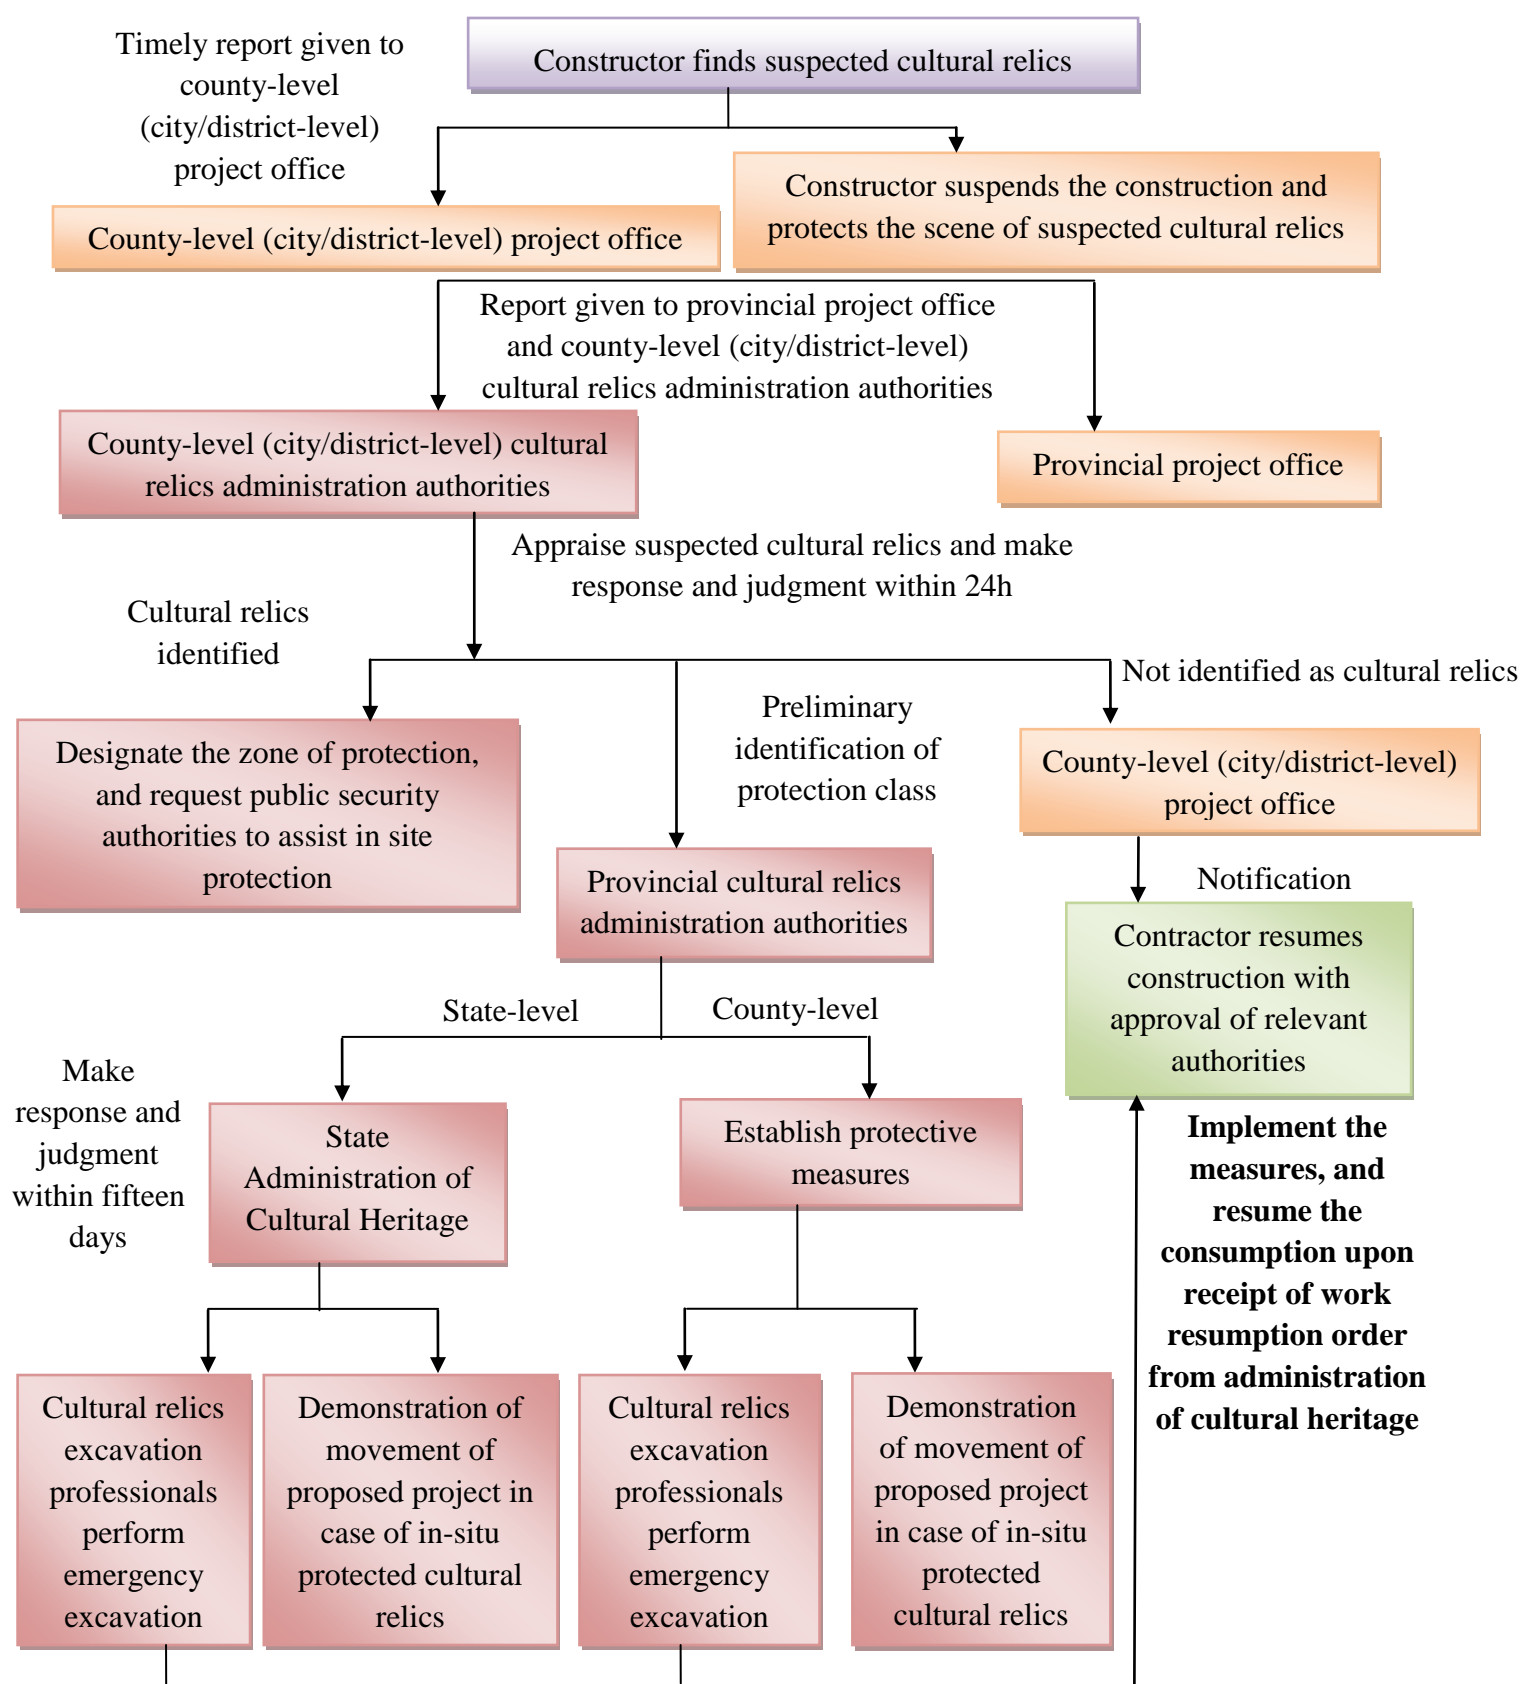 Timely report given to
county-level
(city/district-level)
project office
Constructor finds suspected cultural relics
Constructor suspends the construction and
protects the scene of suspected cultural relics
County-level (city/district-level) project office
Report given to provincial project office
and county-level (city/district-level)
cultural relics administration authorities
County-level (city/district-level) cultural
relics administration authorities
Provincial project office
Appraise suspected cultural relics and make
response and judgment within 24h
Cultural relics
identified
Not identified as cultural relics
Preliminary
identification of
protection class
Designate the zone of protection,
and request public security
authorities to assist in site
protection
County-level (city/district-level)
project office
Provincial cultural relics
administration authorities
Notification
Contractor resumes
construction with
approval of relevant
authorities
State-level
County-level
Make
response and
judgment
within fifteen
days
State
Administration of
Cultural Heritage
Establish protective
measures
Implement the
measures, and
resume the
consumption upon
receipt of work
resumption order
from administration
of cultural heritage
Cultural relics
excavation
professionals
perform
emergency
excavation
Demonstration of
movement of
proposed project in
case of in-situ
protected cultural
relics
Cultural relics
excavation
professionals
perform
emergency
excavation
Demonstration
of movement of
proposed project
in case of in-situ
protected
cultural relics